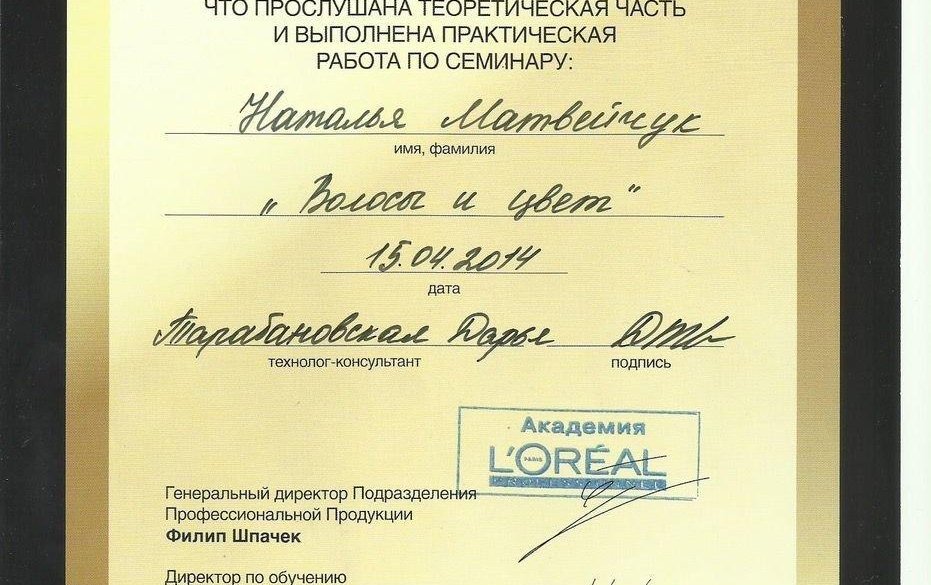 ЧТО ПРОСЛУШАНА ТЕОРЕТИЧЕСКАЯ ЧАСТЬ
И ВЫПОЛНЕНА ПРАКТИЧЕСКАЯ
РАБОТА ПО СЕМИНАРУ:
Наталья Матвейчук
имя, фамилия
„Волосы и цвет"
15.04.2014
дата
Тарабановская Дарья
технолог-консультант
подпись
Академия
L'ORÉAL
PARIS
PROFESSIONNEL
Генеральный директор Подразделения
Профессиональной Продукции
Филип Шпачек
Директор по обучению